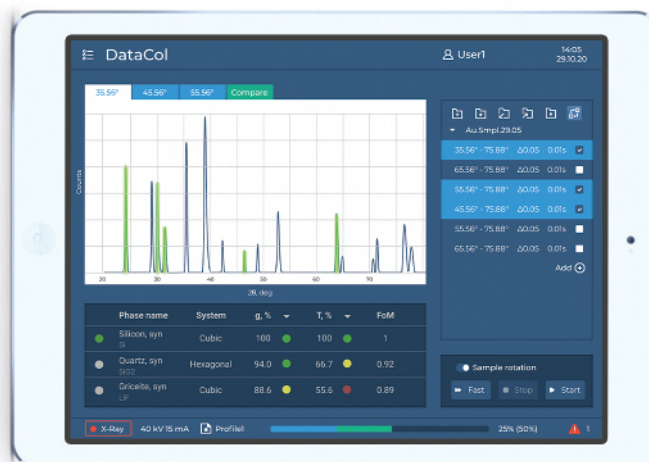 DataCol
User1
14:05
29.10.20
35.56° 45.56° 55.56° Compare
Counts
20 30 40 50 60 70
2θ, deg
Au.Smpl.29.05
35.56° - 75.88° Δ0.05 0.01s
65.56° - 75.88° Δ0.05 0.01s
55.56° - 75.88° Δ0.05 0.01s
45.56° - 75.88° Δ0.05 0.01s
55.56° - 75.88° Δ0.05 0.01s
65.56° - 75.88° Δ0.05 0.01s
Add
Phase name System g, % T, % FoM
Silicon, syn Cubic 100 100 1
Si
Quartz, syn Hexagonal 94.0 66.7 0.92
SiO2
Griceite, syn Cubic 88.6 55.6 0.89
LiF
Sample rotation
Fast Stop Start
X-Ray 40 kV 15 mA Profile1 25% (50%) 1